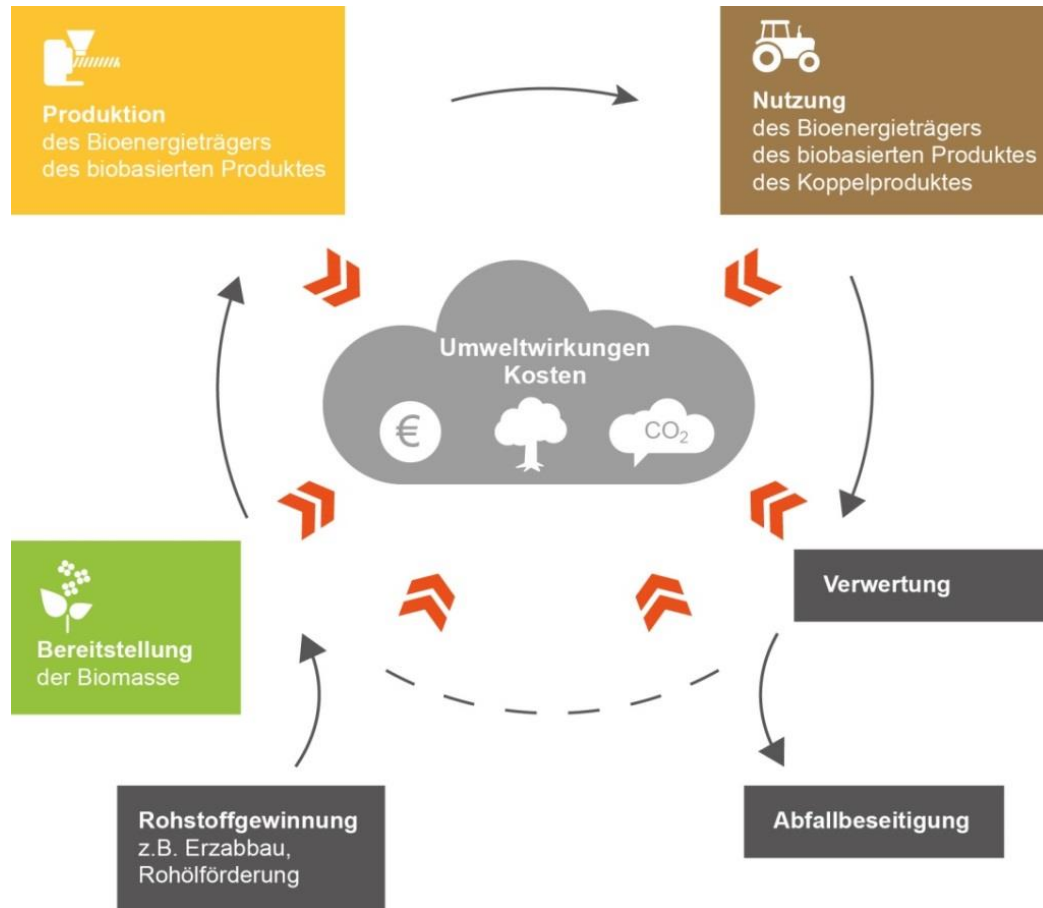 Produktion
des Bioenergieträgers
des biobasierten Produktes
Nutzung
des Bioenergieträgers
des biobasierten Produktes
des Koppelproduktes
Umweltwirkungen
Kosten
€
CO₂
Bereitstellung
der Biomasse
Verwertung
Rohstoffgewinnung
z.B. Erzabbau,
Rohölförderung
Abfallbeseitigung